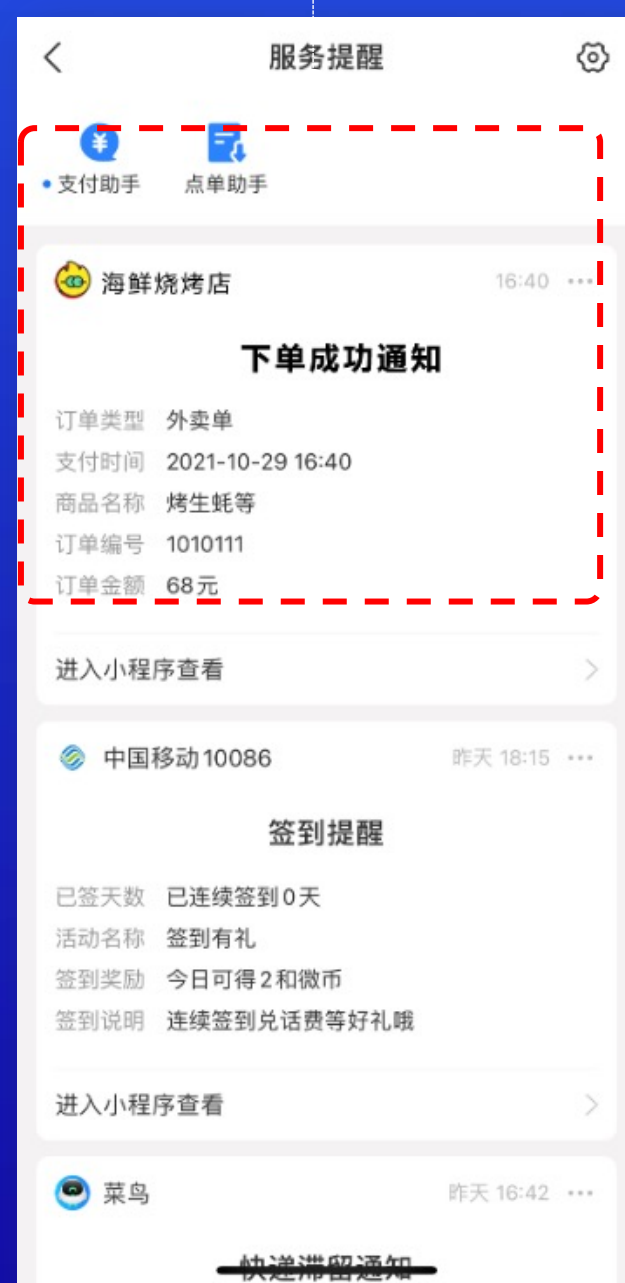 服务提醒
支付助手 点单助手
海鲜烧烤店 16:40
下单成功通知
订单类型 外卖单
支付时间 2021-10-29 16:40
商品名称 烤生蚝等
订单编号 1010111
订单金额 68元
进入小程序查看
中国移动10086 昨天 18:15
签到提醒
已签天数 已连续签到0天
活动名称 签到有礼
签到奖励 今日可得2和微币
签到说明 连续签到兑话费等好礼哦
进入小程序查看
菜鸟 昨天 16:42
快递滞留通知